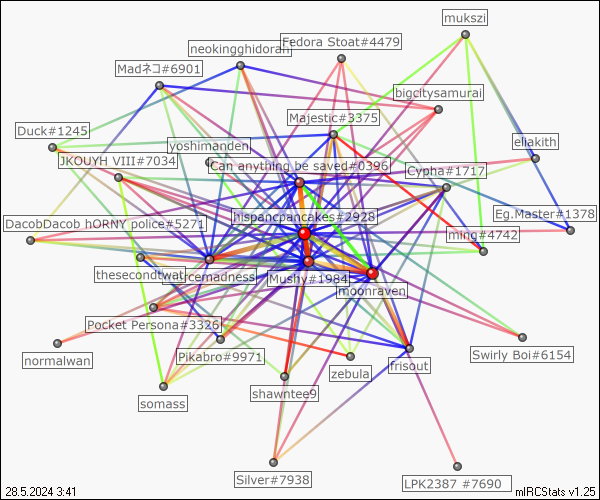 mukszi
Fedora Stoat#4479
neokingghidorah
Madネコ#6901
bigcitysamurai
Majestic#3375
Duck#1245
yoshimanden
ellakith
JKOUYH VIII#7034
Can anything be saved#0396
Cypha#1717
hispancpancakes#2928
Eg.Master#1378
DacobDacob hORNY police#5271
ming#4742
thesecondtwat
cemadness
Mushy#1984
moonraven
Pocket Persona#3326
Pikabro#9971
normalwan
Swirly Boi#6154
frisout
zebula
shawntee9
somass
Silver#7938
LPK2387 #7690
28.5.2024 3:41
mIRCStats v1.25